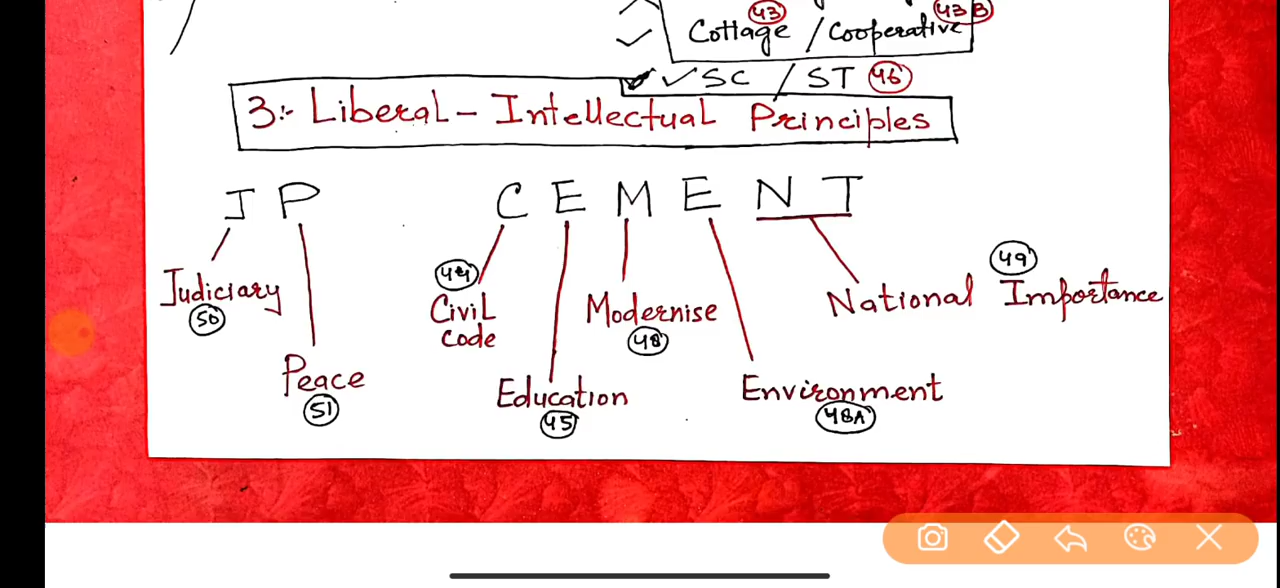 43 43 B
Cottage / Cooperative
SC / ST 46
3:- Liberal - Intellectual Principles
J P C E M E N T
Judiciary 50
Peace 51
44 Civil Code
Education 45
Modernise 48
Environment 48A
National Importance 49